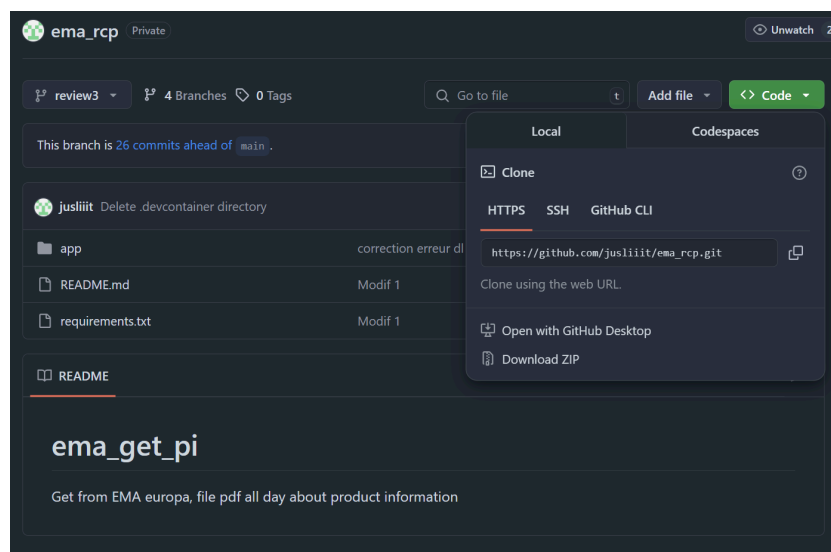 ema_rcp Private Unwatch 2
review3 4 Branches 0 Tags Go to file t Add file Code
This branch is 26 commits ahead of main .
Local Codespaces
Clone
HTTPS SSH GitHub CLI
https://github.com/jusliiit/ema_rcp.git
Clone using the web URL.
Open with GitHub Desktop
Download ZIP
jusliiit Delete .devcontainer directory
app correction erreur dl
README.md Modif 1
requirements.txt Modif 1
README
ema_get_pi
Get from EMA europa, file pdf all day about product information